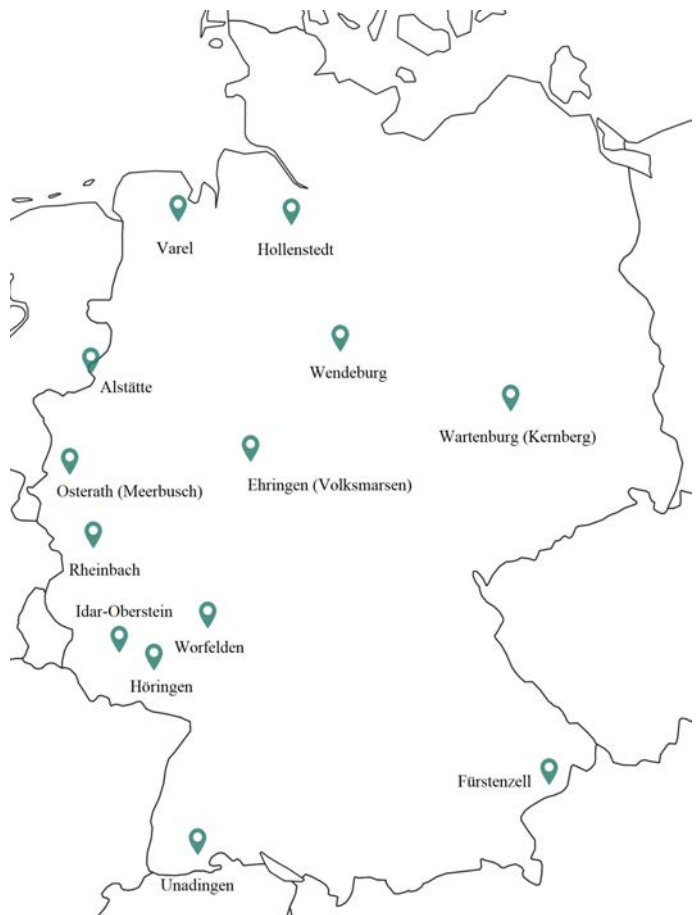 Varel
Hollenstedt
Wendeburg
Alstätte
Wartenburg (Kernberg)
Osterath (Meerbusch)
Ehringen (Volksmarsen)
Rheinbach
Idar-Oberstein
Worfelden
Höringen
Fürstenzell
Unadingen